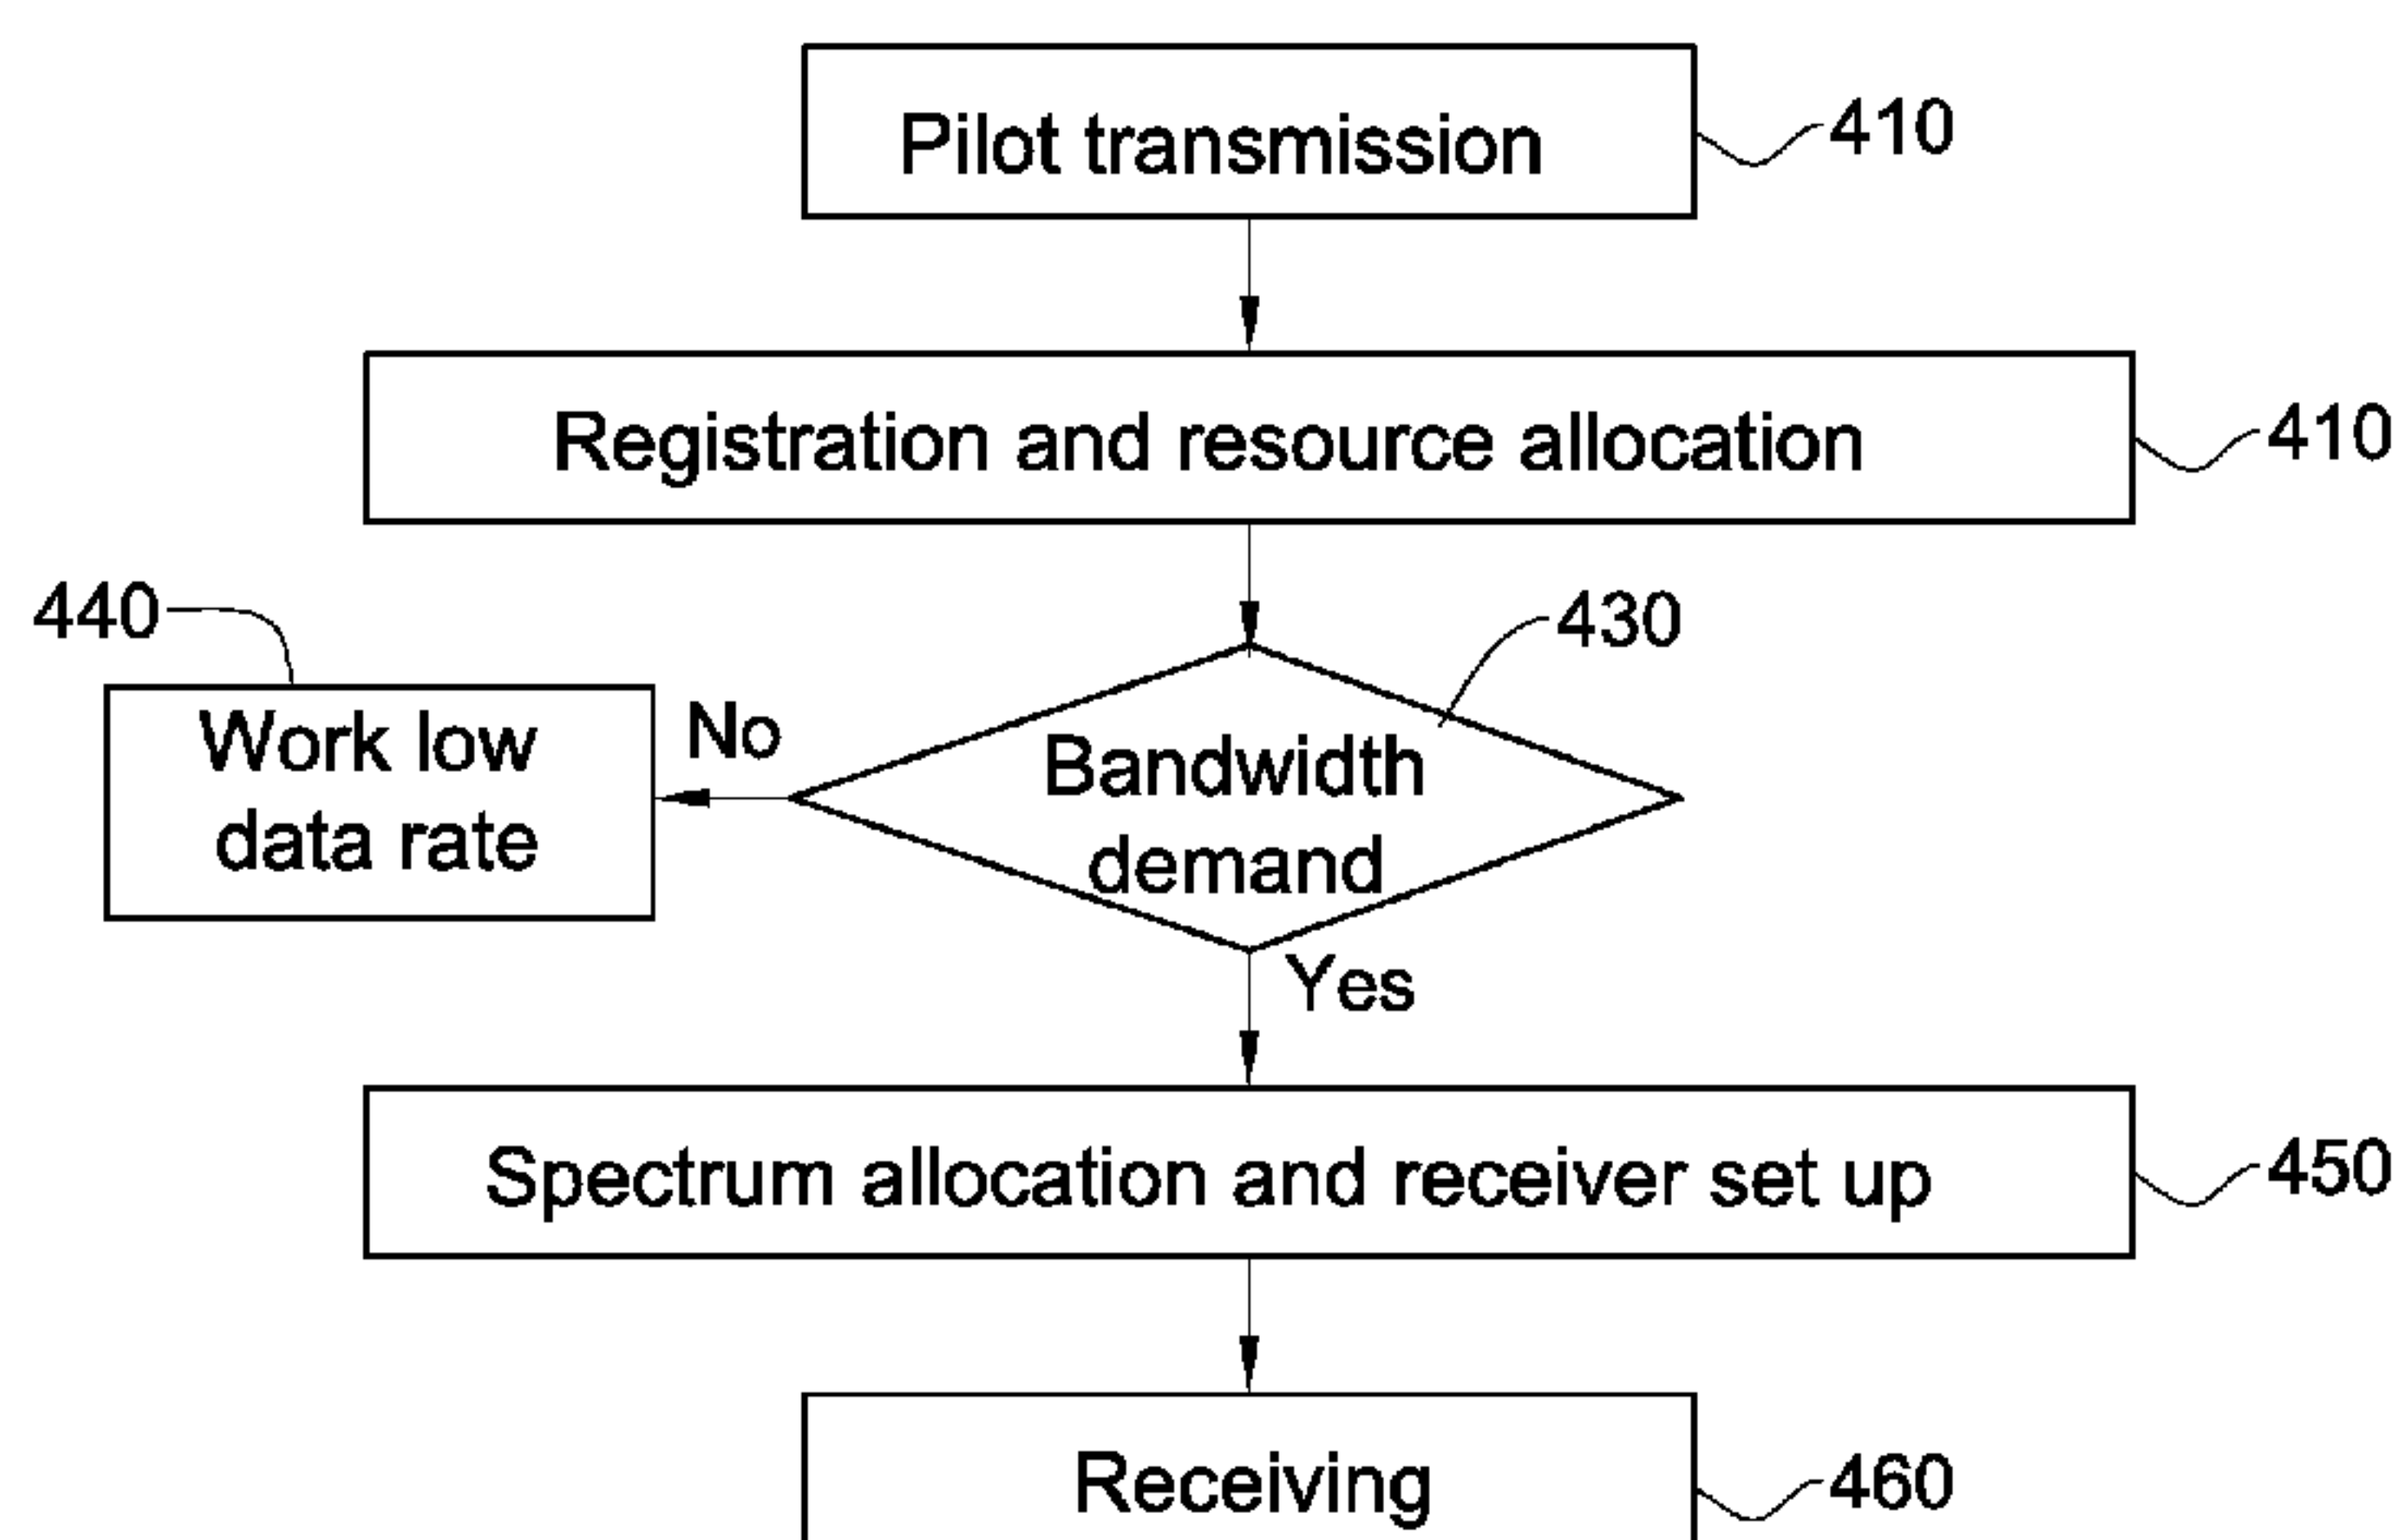 Pilot transmission
410
Registration and resource allocation
410
440
430
Work low
data rate
No
Bandwidth
demand
Yes
Spectrum allocation and receiver set up
450
Receiving
460